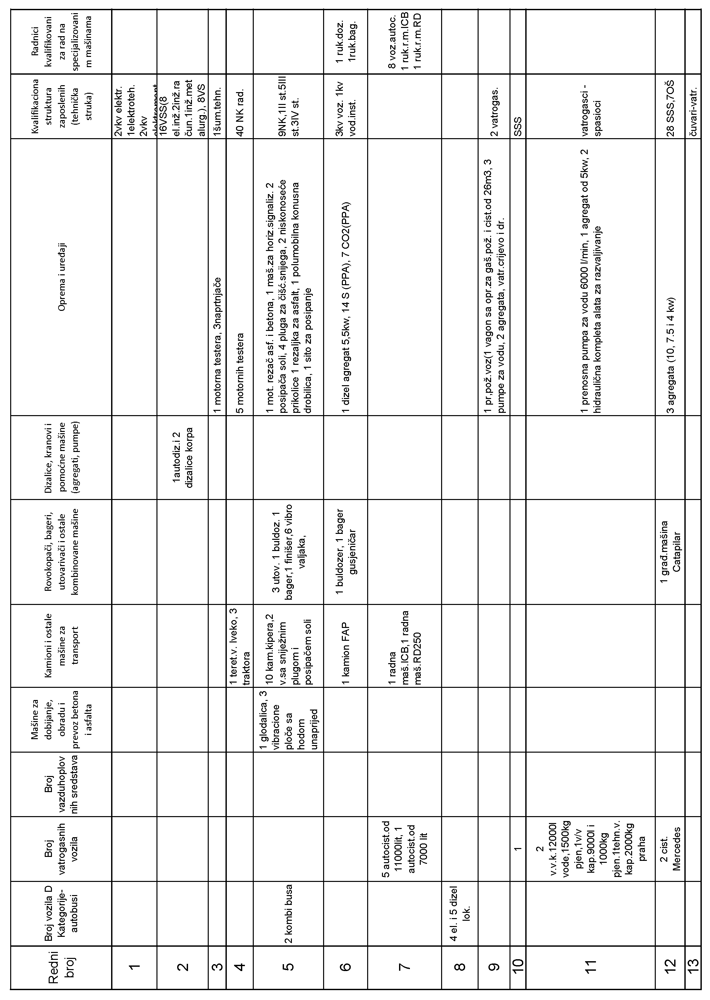 Redni
broj
Broj vozila D
Kategorije-
autobusi
Broj
vatrogasnih
vozila
Broj
vazduhoplov
nih sredstava
Mašine za
dobijanje,
obradu i
prevoz betona
i asfalta
Kamioni i ostale
mašine za
transport
Rovokopači, bageri,
utovarivači i ostale
kombinovane mašine
Dizalice, kranovi i
pomoćne mašine
(agregati, pumpe)
Oprema i uređaji
Kvalifikaciona
struktura
zaposlenih
(tehnička
struka)
Radnici
kvalifikovani
za rad na
specijalizovani
m mašinama
1
2vkv elektr.
1elektroteh.
2vkv
2
1autodiz.i 2
dizalice korpa
16VSS(8
el.inž.2inž.ra
čun.1inž.met
alurg.), 8VS
3
1 motorna testera, 3naprtnjače
1šum.tehn.
4
1 teret.v. Iveko, 3
traktora
5 motornih testera
40 NK rad.
5
2 kombi busa
1 glodalica, 3
vibracione
ploče sa
hodom
unaprijed
10 kam.kipera,2
v.sa sniježnim
plugom i
posipačem soli
3 utov. 1 buldoz. 1
bager,1 finišer,6 vibro
valjaka,
1 mot. rezač asf. i betona, 1 maš.za horiz.signaliz. 2
posipača soli, 4 pluga za čišć.snijega, 2 niskonoseće
prikolice 1 rezaljka za asfalt, 1 polumobilna konusna
drobilica, 1 sito za posipanje
9NK,1II st.5III
st.3IV st.
6
1 kamion FAP
1 buldozer, 1 bager
gusjeničar
1 dizel agregat 5,5kw, 14 S (PPA), 7 CO2(PPA)
3kv voz. 1kv
vod.inst.
1 ruk.doz.
1ruk.bag.
7
5 autocist.od
11000lit, 1
autocist.od
7000 lit
1 radna
maš.ICB,1 radna
maš.RD250
8 voz.autoc.
1 ruk.r.m.ICB
1 ruk.r.m.RD
8
4 el. i 5 dizel
lok.
9
1 pr,pož.voz(1 vagon sa opr.za gaš.pož. i cist.od 26m3, 3
pumpe za vodu, 2 agregata, vatr.crijevo i dr.
2 vatrogas.
10
1
SSS
11
2
v.v.k.12000l
vode,1500kg
pjen,1v/v
kap.9000l i
1000kg
pjen.1tehn.v.
kap.2000kg
praha
1 prenosna pumpa za vodu 6000 l/min, 1 agregat od 5kw, 2
hidraulična kompleta alata za razvaljivanje
vatrogasci -
spasioci
12
2 cist.
Mercedes
1 građ.mašina
Catapilar
3 agregata (10, 7.5 i 4 kw)
28 SSS,7OŠ
13
čuvari-vatr.